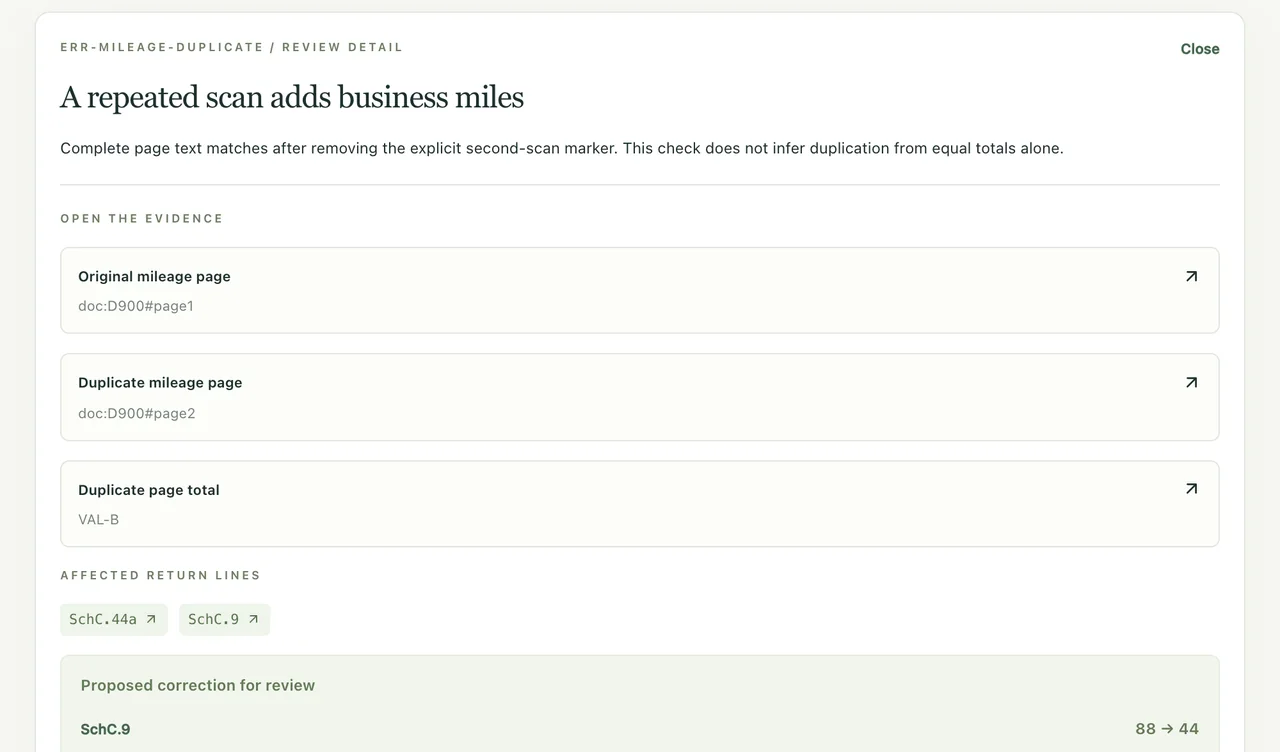 ERR-MILEAGE-DUPLICATE / REVIEW DETAIL
Close
A repeated scan adds business miles
Complete page text matches after removing the explicit second-scan marker. This check does not infer duplication from equal totals alone.
OPEN THE EVIDENCE
Original mileage page
doc:D900#page1
Duplicate mileage page
doc:D900#page2
Duplicate page total
VAL-B
AFFECTED RETURN LINES
SchC.44a ↗ SchC.9 ↗
Proposed correction for review
SchC.9 88 → 44